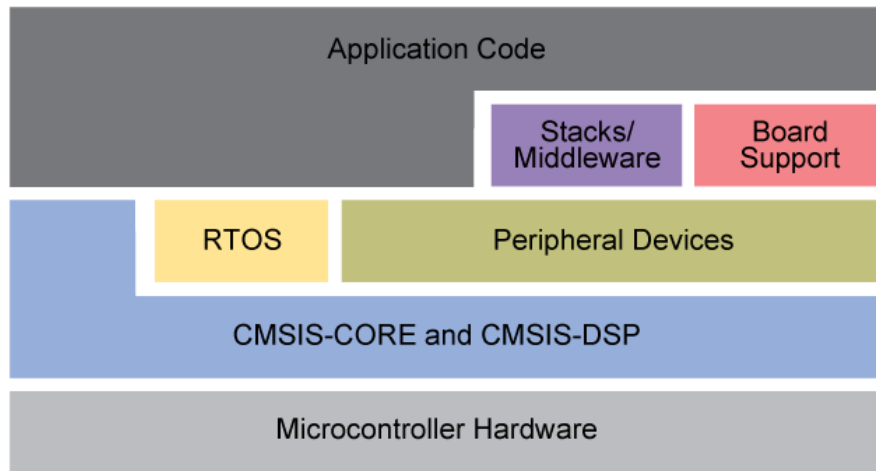 Application Code
Stacks/
Middleware
Board
Support
RTOS
Peripheral Devices
CMSIS-CORE and CMSIS-DSP
Microcontroller Hardware